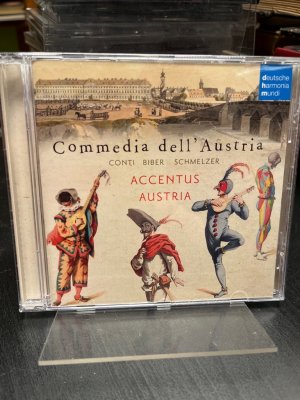 deutsche
harmonia
mundi
Commedia dell'Austria
CONTI BIBER SCHMELZER
ACCENTUS
AUSTRIA